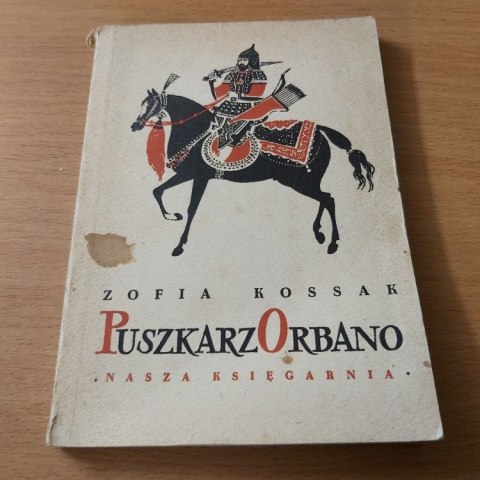 ZOFIA KOSSAK
PUSZKARZ ORBANO
· NASZA KSIĘGARNIA ·